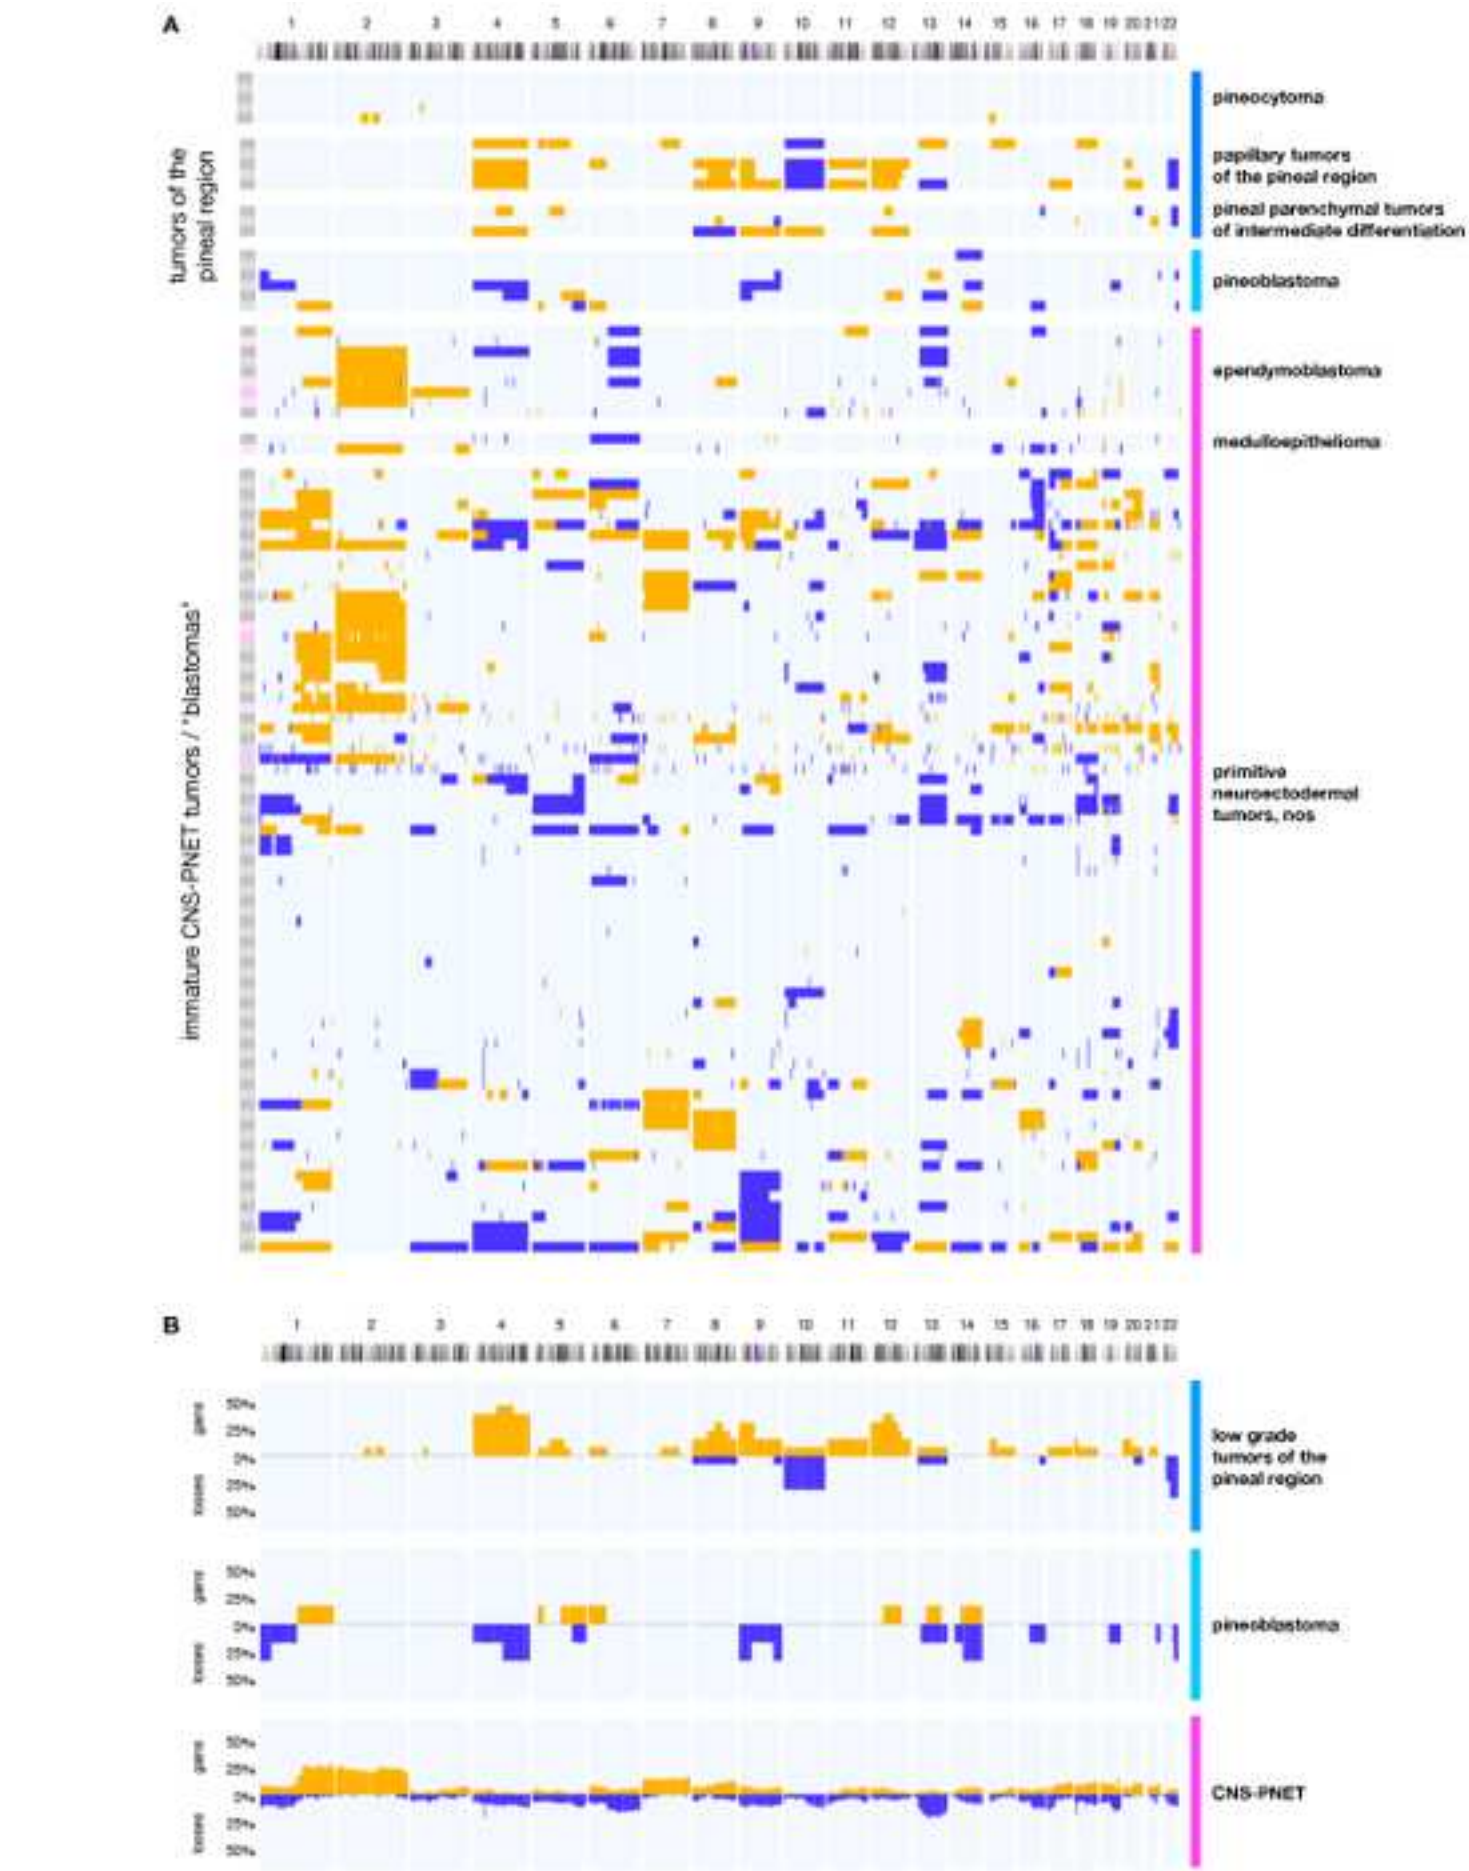 A
1 2 3 4 5 6 7 8 9 10 11 12 13 14 15 16 17 18 19 20 21 22
tumors of the
pineal region
pineocytoma
papillary tumors
of the pineal region
pineal parenchymal tumors
of intermediate differentiation
pineoblastoma
immature CNS-PNET tumors / "blastomas"
ependymoblastoma
medulloepithelioma
primitive
neuroectodermal
tumors, nos
B
1 2 3 4 5 6 7 8 9 10 11 12 13 14 15 16 17 18 19 20 21 22
gains
losses
50%
25%
0%
25%
50%
low grade
tumors of the
pineal region
gains
losses
50%
25%
0%
25%
50%
pineoblastoma
gains
losses
50%
25%
0%
25%
50%
CNS-PNET